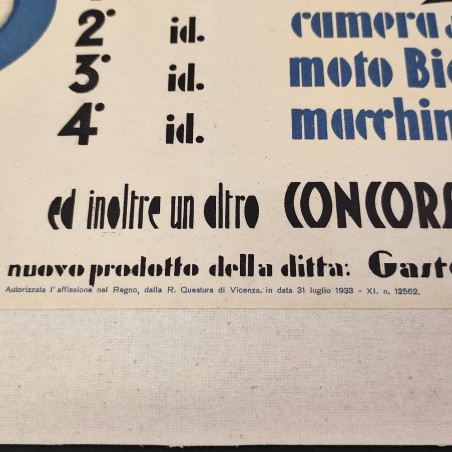 2° id. camera
3° id. moto Bi
4° id. macchin
ed inoltre un altro CONCORS
nuovo prodotto della ditta: Gast
Autorizzata l'affissione nel Regno, dalla R. Questura di Vicenza. in data 31 luglio 1933 - XI. n. 12562.